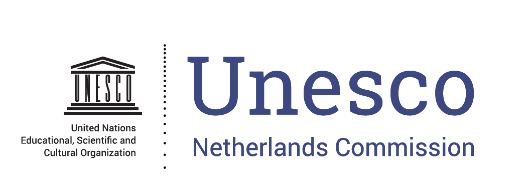 UNESCO
United Nations
Educational, Scientific and
Cultural Organization
Unesco
Netherlands Commission